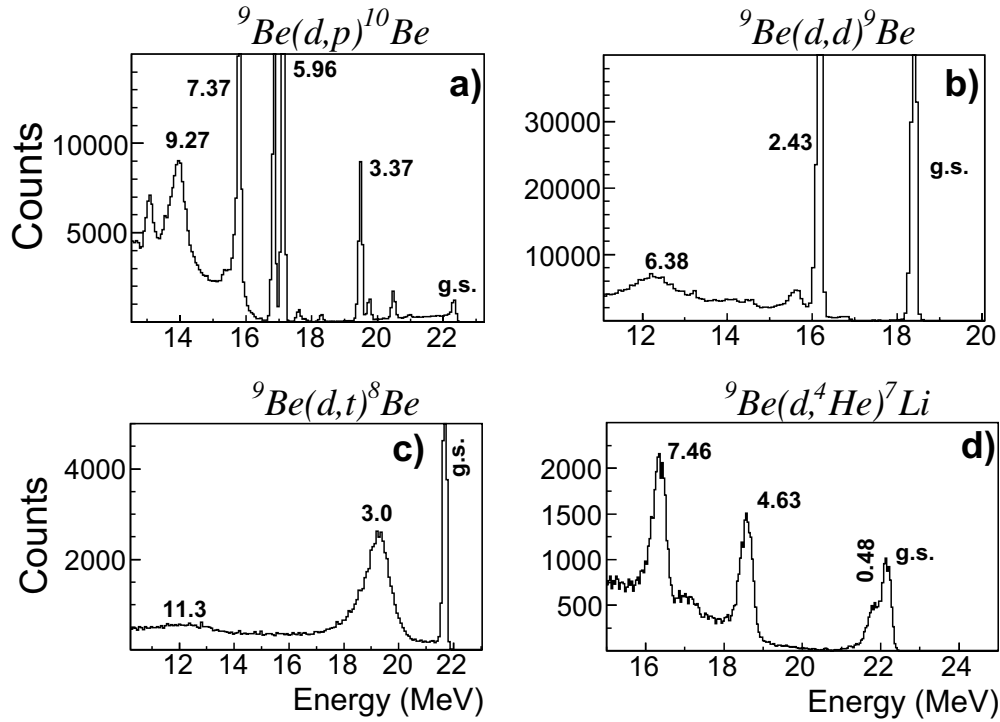 ⁹Be(d,p)¹⁰Be
a)
Counts
10000
5000
7.37
5.96
9.27
3.37
g.s.
14 16 18 20 22
⁹Be(d,d)⁹Be
b)
30000
20000
10000
2.43
g.s.
6.38
12 14 16 18 20
⁹Be(d,t)⁸Be
c)
Counts
4000
2000
g.s.
3.0
11.3
12 14 16 18 20 22
Energy (MeV)
⁹Be(d,⁴He)⁷Li
d)
2000
1500
1000
500
7.46
4.63
0.48
g.s.
16 18 20 22 24
Energy (MeV)